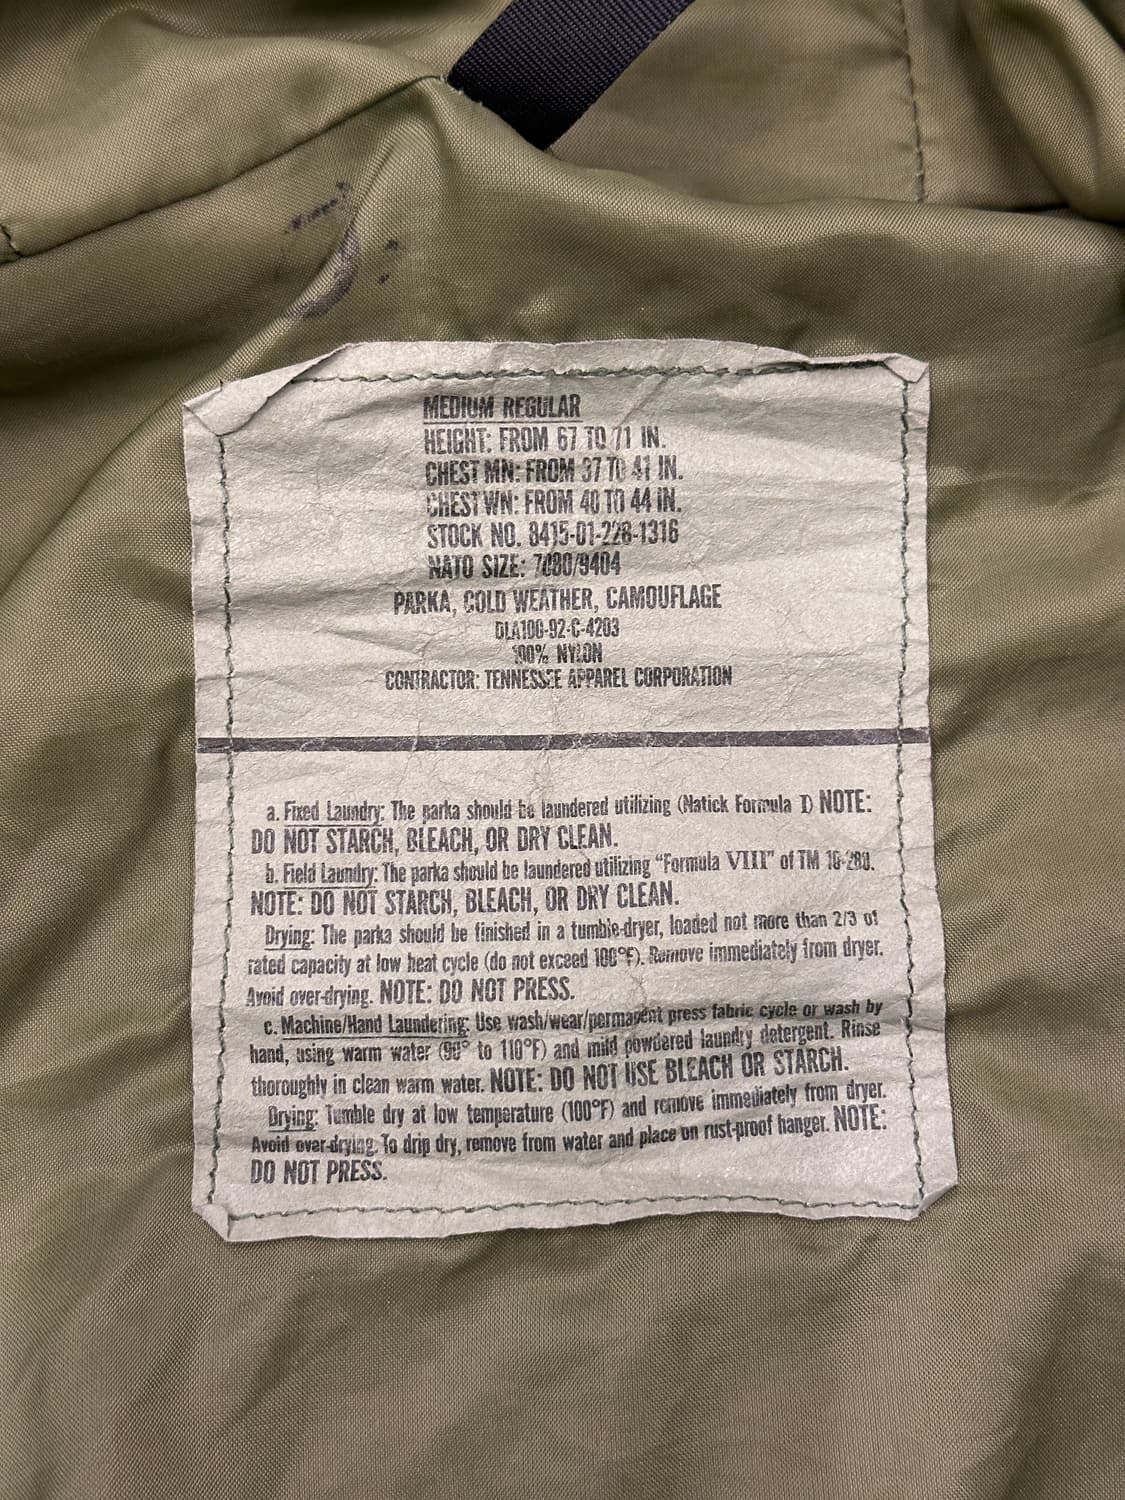 MEDIUM REGULAR
HEIGHT: FROM 67 TO 71 IN.
CHEST MN: FROM 37 TO 41 IN.
CHEST WN: FROM 40 TO 44 IN.
STOCK NO. 8415-01-228-1316
NATO SIZE: 7080/9404
PARKA, COLD WEATHER, CAMOUFLAGE
DLA100-92-C-4203
100% NYLON
CONTRACTOR: TENNESSEE APPAREL CORPORATION
a. Fixed Laundry: The parka should be laundered utilizing (Natick Formula I) NOTE:
DO NOT STARCH, BLEACH, OR DRY CLEAN.
b. Field Laundry: The parka should be laundered utilizing "Formula VIII" of TM 10-280.
NOTE: DO NOT STARCH, BLEACH, OR DRY CLEAN.
Drying: The parka should be finished in a tumble-dryer, loaded not more than 2/3 of
rated capacity at low heat cycle (do not exceed 100°F). Remove immediately from dryer.
Avoid over-drying. NOTE: DO NOT PRESS.
c. Machine/Hand Laundering: Use wash/wear/permanent press fabric cycle or wash by
hand, using warm water (90° to 110°F) and mild powdered laundry detergent. Rinse
thoroughly in clean warm water. NOTE: DO NOT USE BLEACH OR STARCH.
Drying: Tumble dry at low temperature (100°F) and remove immediately from dryer.
Avoid over-drying. To drip dry, remove from water and place on rust-proof hanger. NOTE:
DO NOT PRESS.